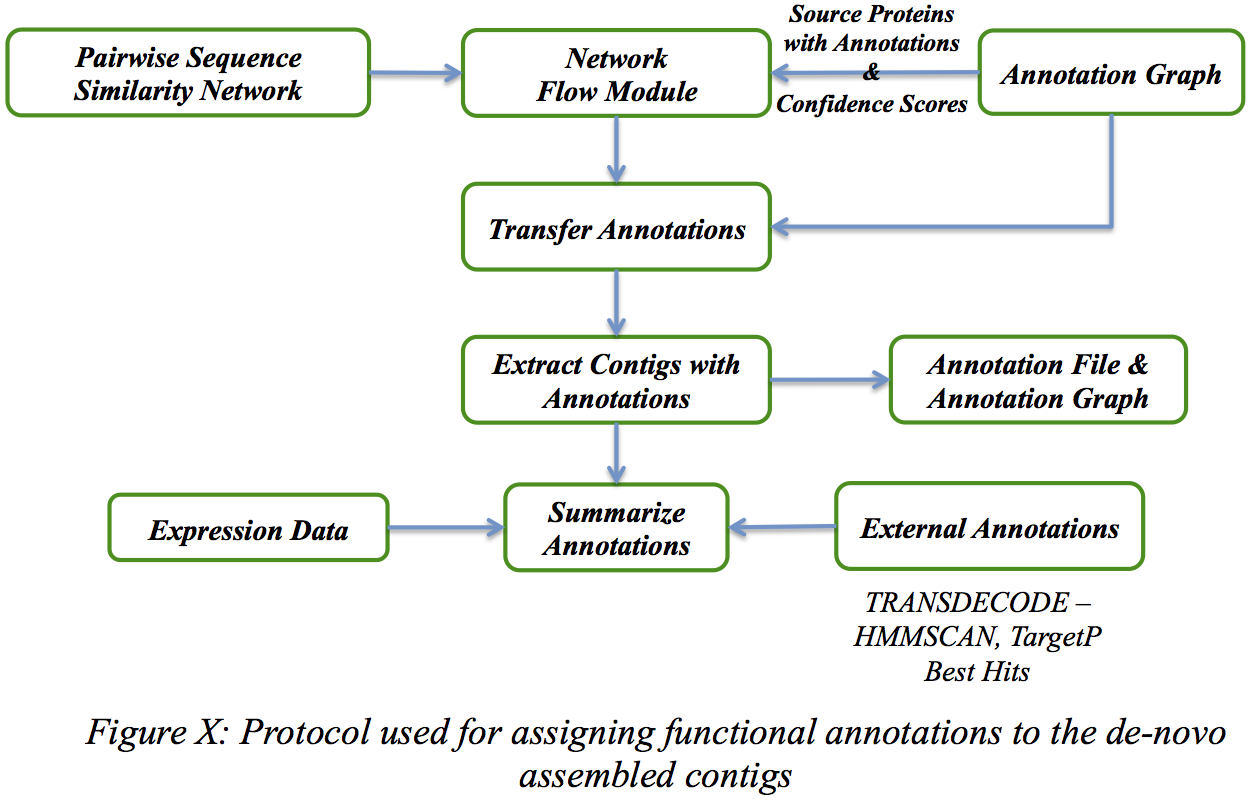 Pairwise Sequence
Similarity Network
Network
Flow Module
Source Proteins
with Annotations
&
Confidence Scores
Annotation Graph
Transfer Annotations
Extract Contigs with
Annotations
Annotation File &
Annotation Graph
Expression Data
Summarize
Annotations
External Annotations
TRANSDECODE –
HMMSCAN, TargetP
Best Hits
Figure X: Protocol used for assigning functional annotations to the de-novo
assembled contigs